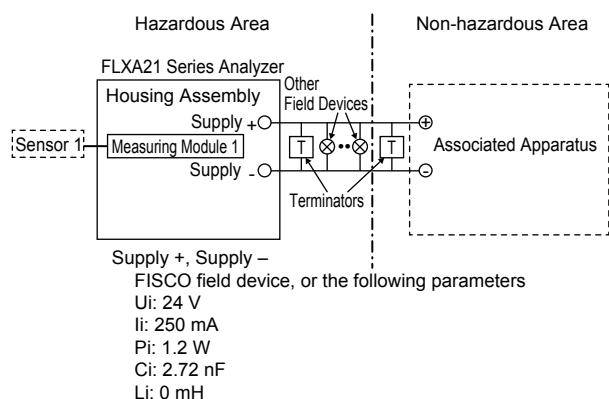 Hazardous Area
Non-hazardous Area
FLXA21 Series Analyzer
Housing Assembly
Other
Field Devices
Supply +
+
Sensor 1
Measuring Module 1
T
T
Associated Apparatus
Supply -
-
Terminators
Supply +, Supply –
FISCO field device, or the following parameters
Ui: 24 V
Ii: 250 mA
Pi: 1.2 W
Ci: 2.72 nF
Li: 0 mH